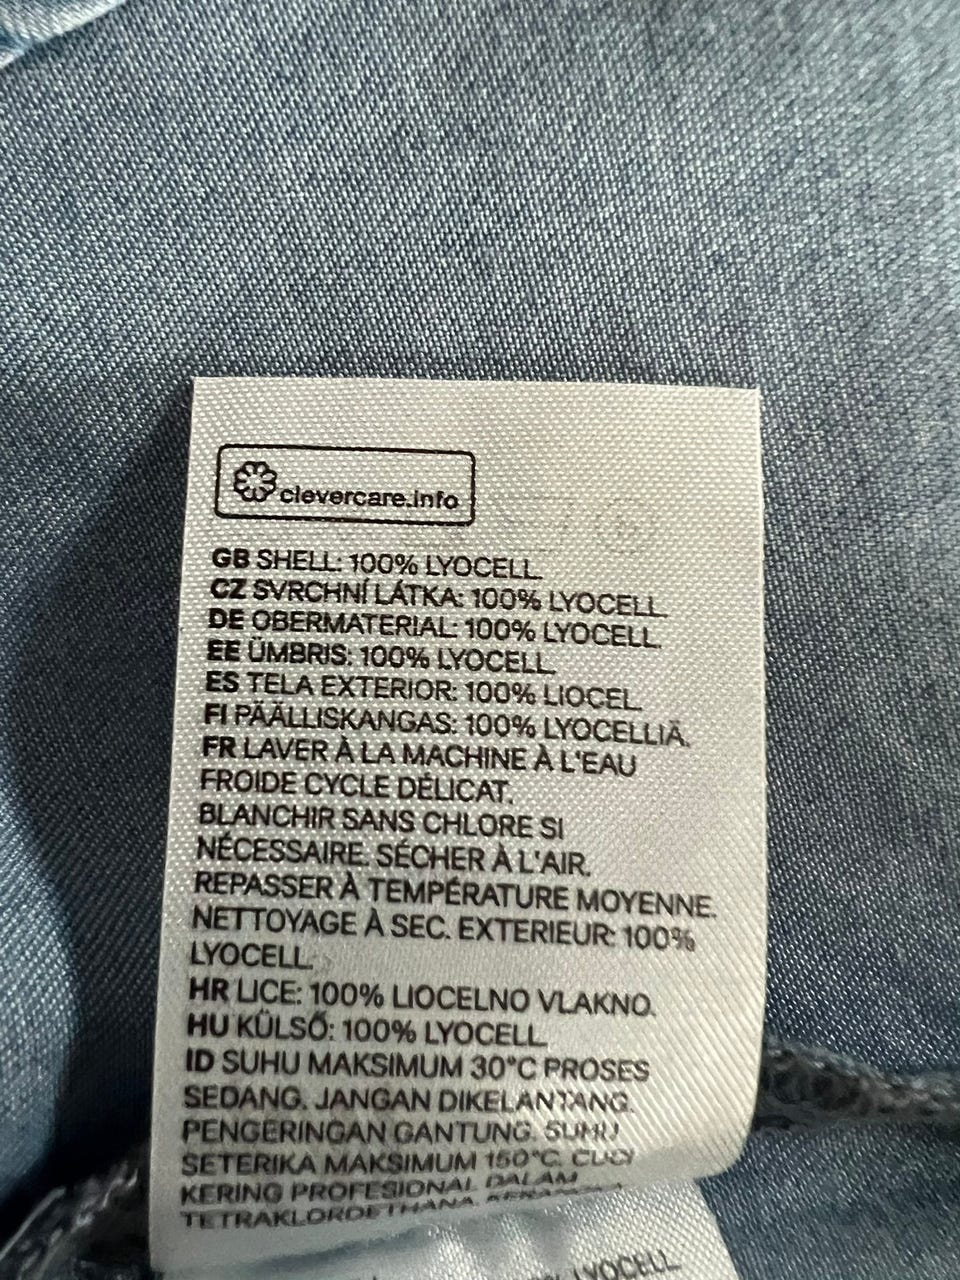 clevercare.info
GB SHELL: 100% LYOCELL
CZ SVRCHNÍ LÁTKA: 100% LYOCELL
DE OBERMATERIAL: 100% LYOCELL
EE ÜMBRIS: 100% LYOCELL
ES TELA EXTERIOR: 100% LIOCEL
FI PÄÄLLISKANGAS: 100% LYOCELLIÄ.
FR LAVER À LA MACHINE À L'EAU
FROIDE CYCLE DÉLICAT.
BLANCHIR SANS CHLORE SI
NÉCESSAIRE. SÉCHER À L'AIR.
REPASSER À TEMPÉRATURE MOYENNE.
NETTOYAGE À SEC. EXTERIEUR: 100%
LYOCELL
HR LICE: 100% LIOCELNO VLAKNO.
HU KÜLSŐ: 100% LYOCELL
ID SUHU MAKSIMUM 30°C PROSES
SEDANG. JANGAN DIKELANTANG.
PENGERINGAN GANTUNG. SUHU
SETERIKA MAKSIMUM 150°C. CUCI
KERING PROFESIONAL DALAM
TETRAKLOROETHANA.
LYOCELL